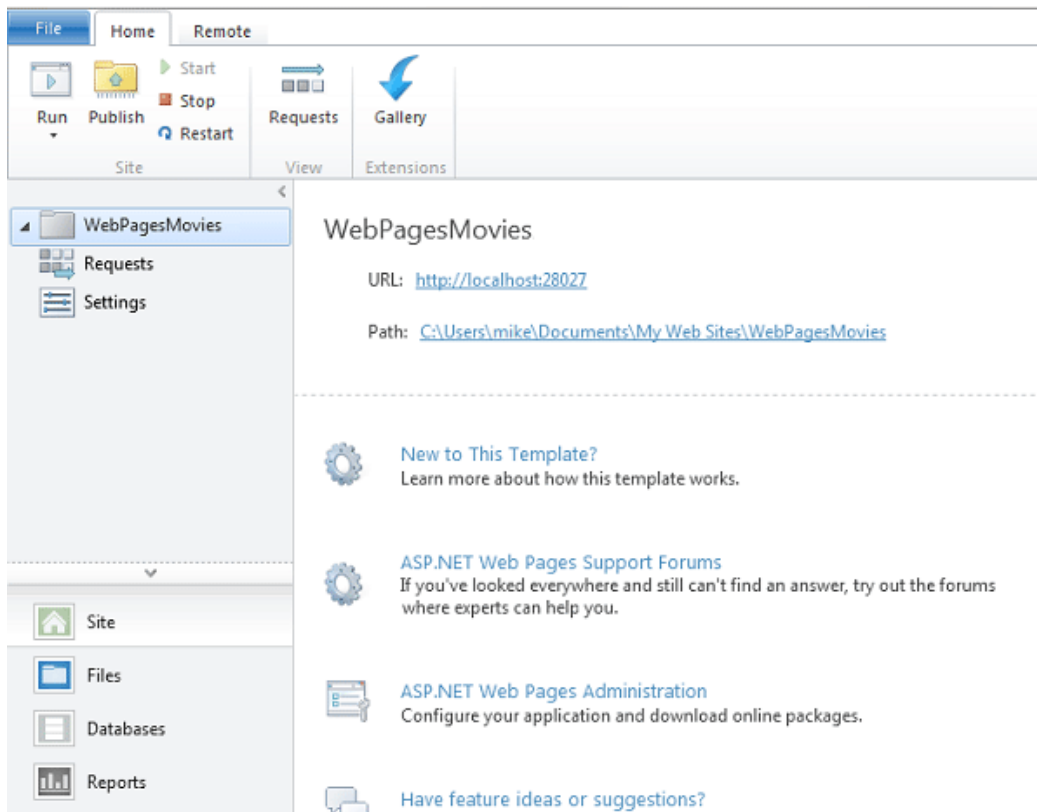 File Home Remote
Start
Stop
Run Publish Requests Gallery
Restart
Site View Extensions
WebPagesMovies
Requests
Settings
Site
Files
Databases
Reports
WebPagesMovies
URL: http://localhost:28027
Path: C:\Users\mike\Documents\My Web Sites\WebPagesMovies
New to This Template?
Learn more about how this template works.
ASP.NET Web Pages Support Forums
If you've looked everywhere and still can't find an answer, try out the forums
where experts can help you.
ASP.NET Web Pages Administration
Configure your application and download online packages.
Have feature ideas or suggestions?